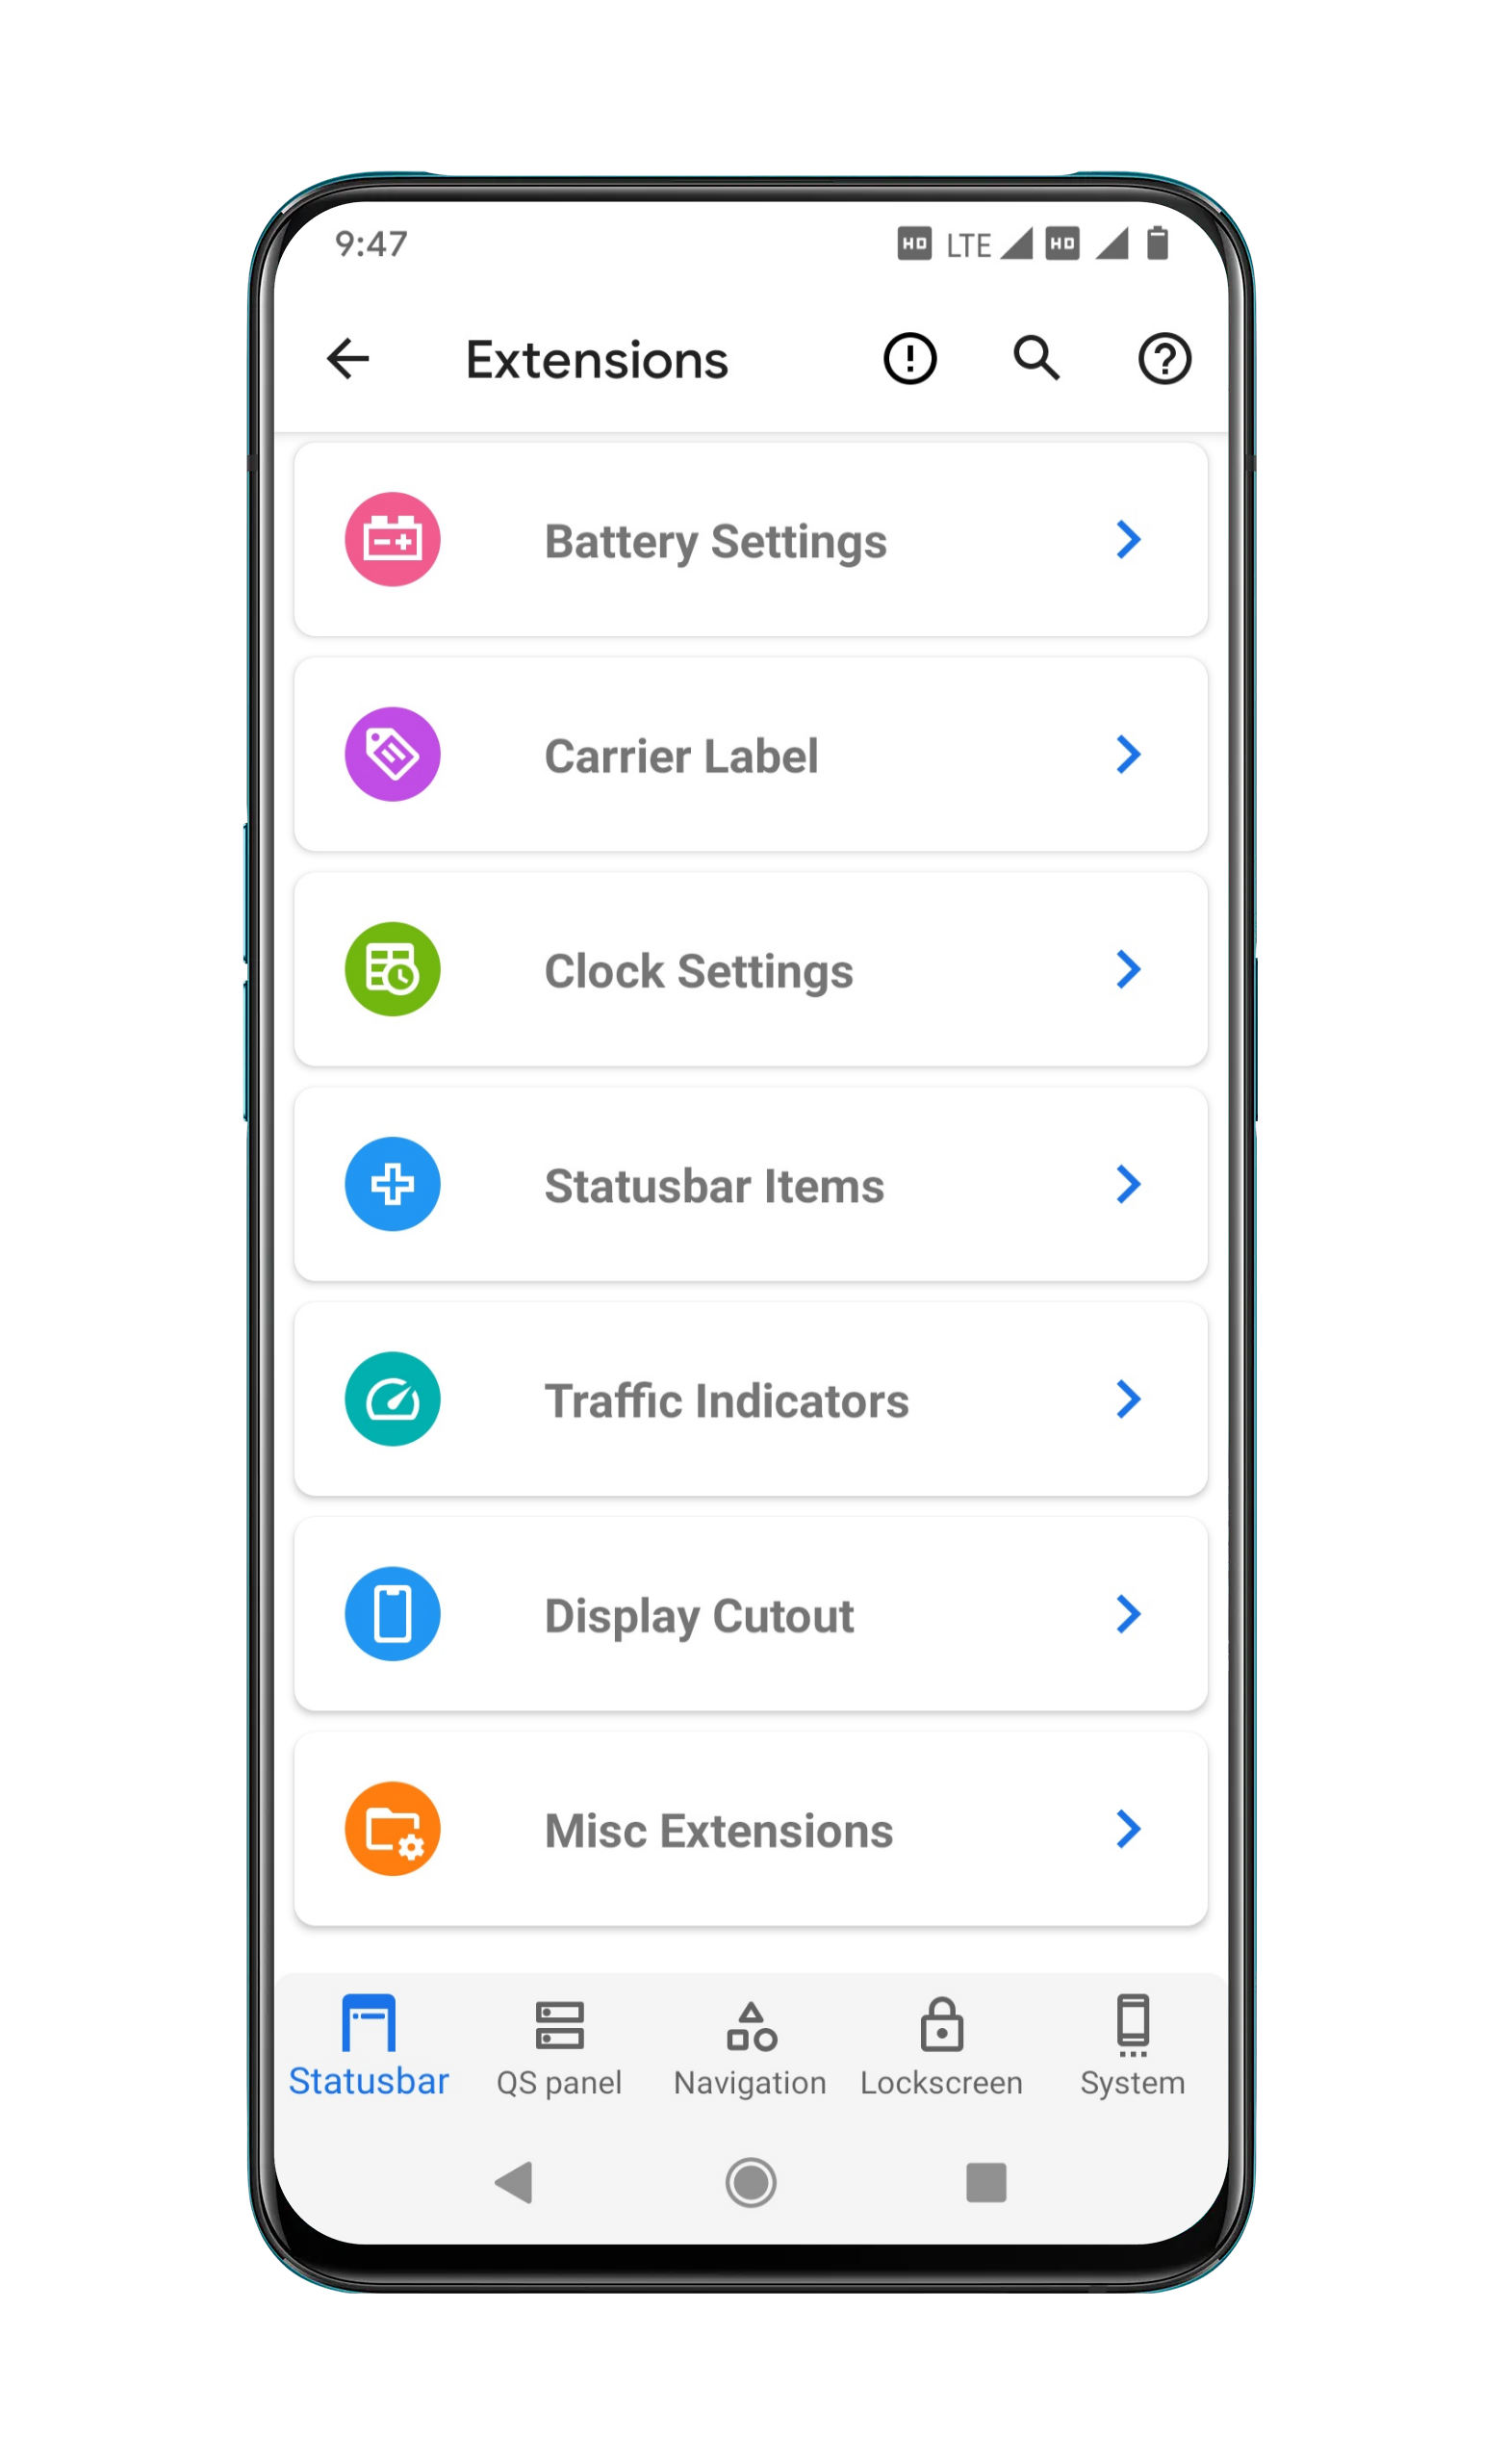 9:47 HD LTE HD
Extensions
Battery Settings
Carrier Label
Clock Settings
Statusbar Items
Traffic Indicators
Display Cutout
Misc Extensions
Statusbar QS panel Navigation Lockscreen System